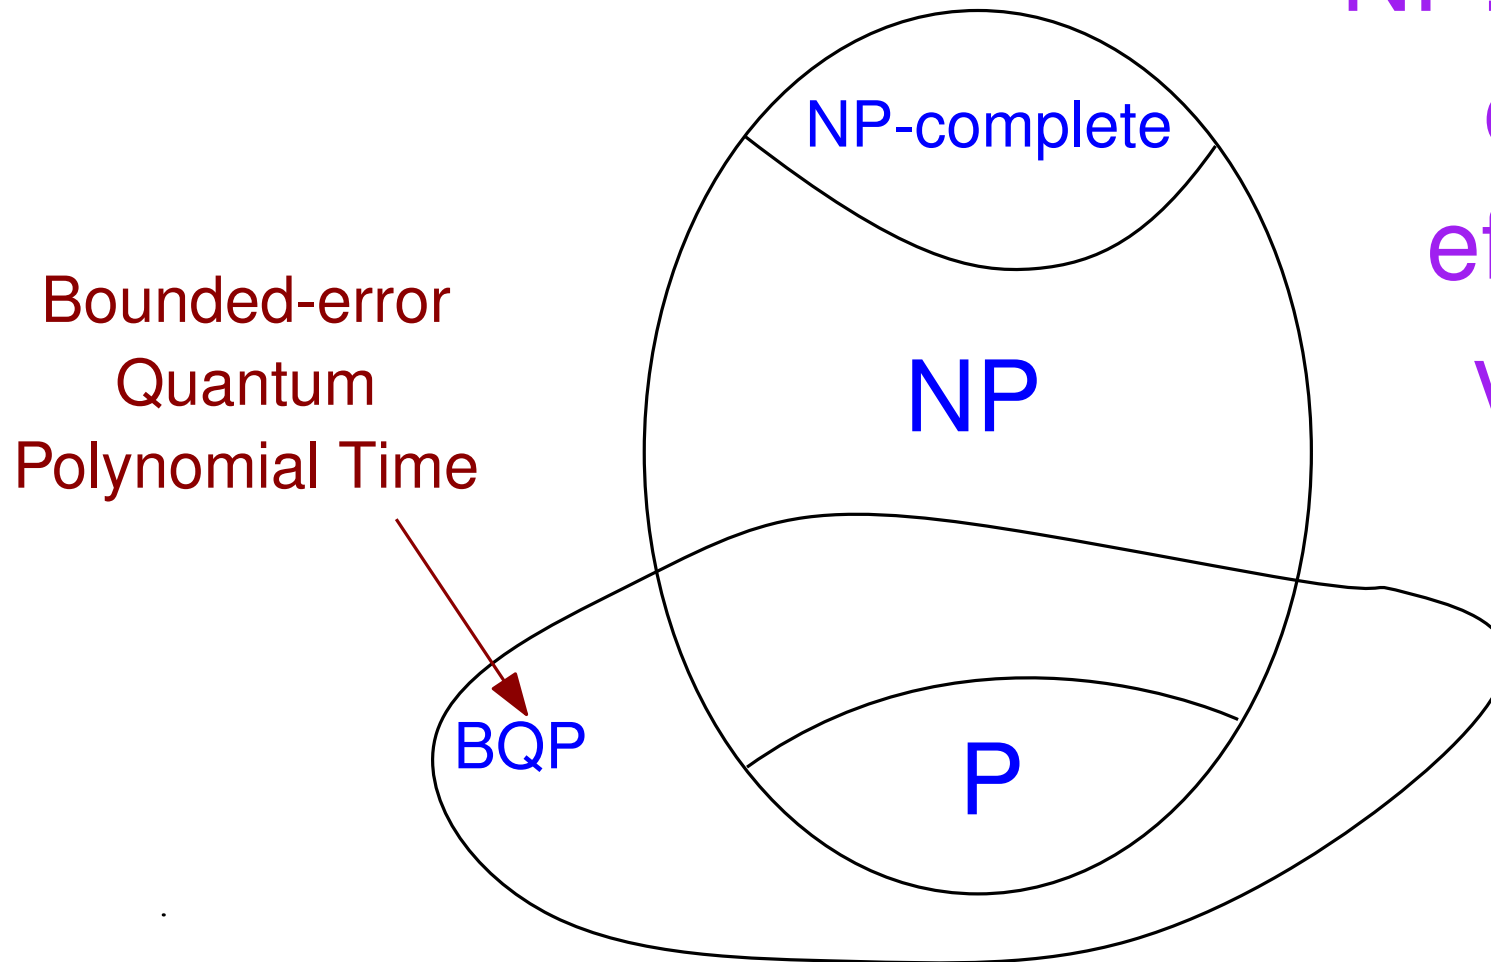 NP-complete
Bounded-error
Quantum
Polynomial Time
NP
BQP
P